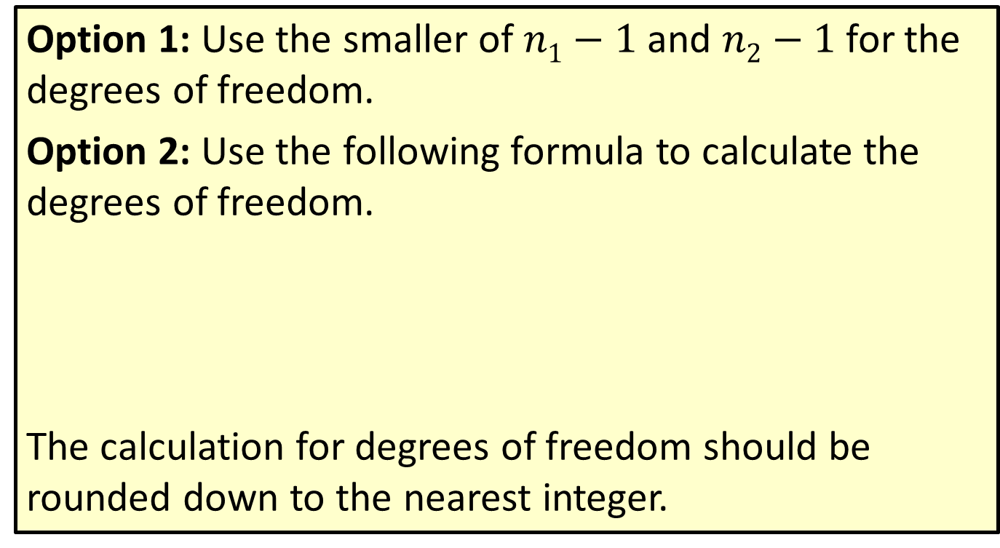 Option 1: Use the smaller of n₁ − 1 and n₂ − 1 for the
degrees of freedom.
Option 2: Use the following formula to calculate the
degrees of freedom.
The calculation for degrees of freedom should be
rounded down to the nearest integer.